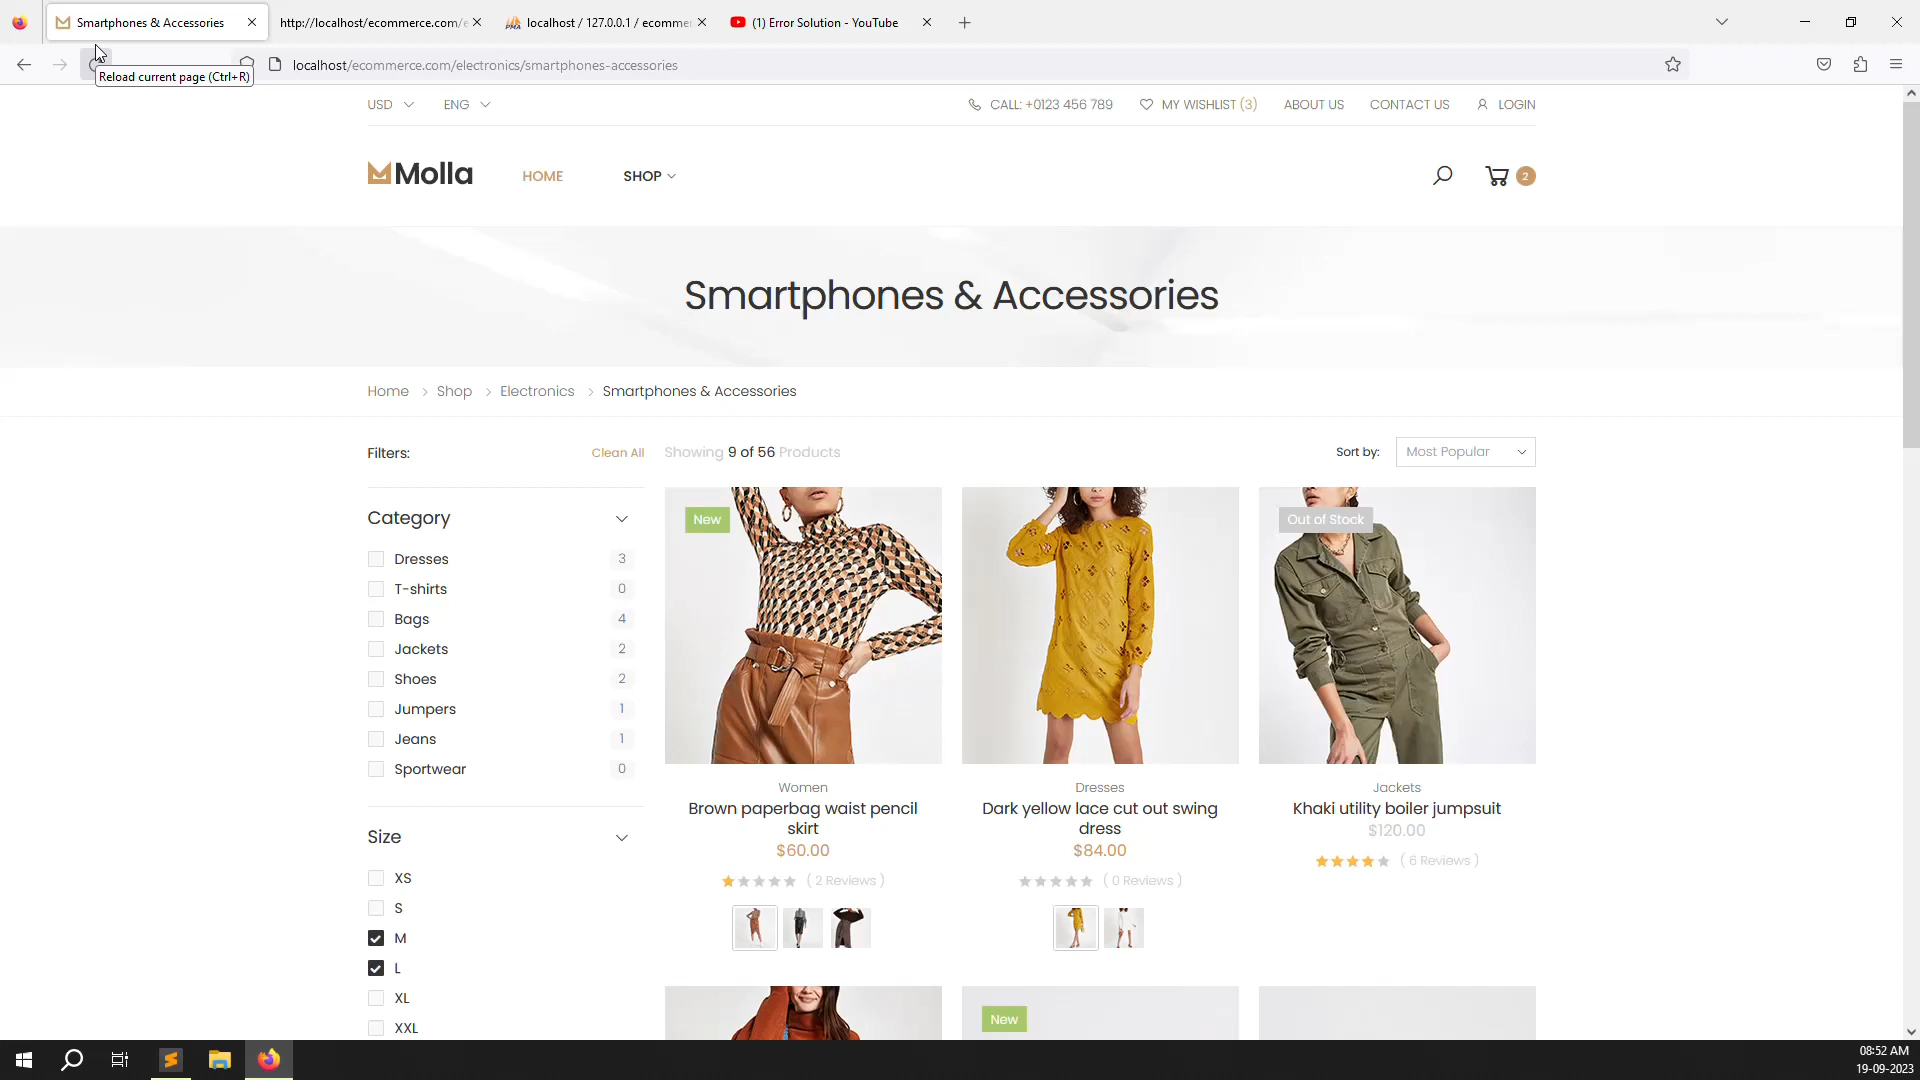 Smartphones & Accessories
http://localhost/ecommerce.com/e
localhost / 127.0.0.1 / ecomme
(1) Error Solution - YouTube
localhost/ecommerce.com/electronics/smartphones-accessories
Reload current page (Ctrl+R)
USD
ENG
CALL: +0123 456 789
MY WISHLIST (3)
ABOUT US
CONTACT US
LOGIN
Molla
HOME
SHOP
2
Smartphones & Accessories
Home > Shop > Electronics > Smartphones & Accessories
Filters:
Clean All
Showing 9 of 56 Products
Sort by:
Most Popular
Category
Dresses 3
T-shirts 0
Bags 4
Jackets 2
Shoes 2
Jumpers 1
Jeans 1
Sportwear 0
Size
XS
S
M
L
XL
XXL
New
Women
Brown paperbag waist pencil
skirt
$60.00
( 2 Reviews )
Dresses
Dark yellow lace cut out swing
dress
$84.00
( 0 Reviews )
Out of Stock
Jackets
Khaki utility boiler jumpsuit
$120.00
( 6 Reviews )
New
08:52 AM
19-09-2023